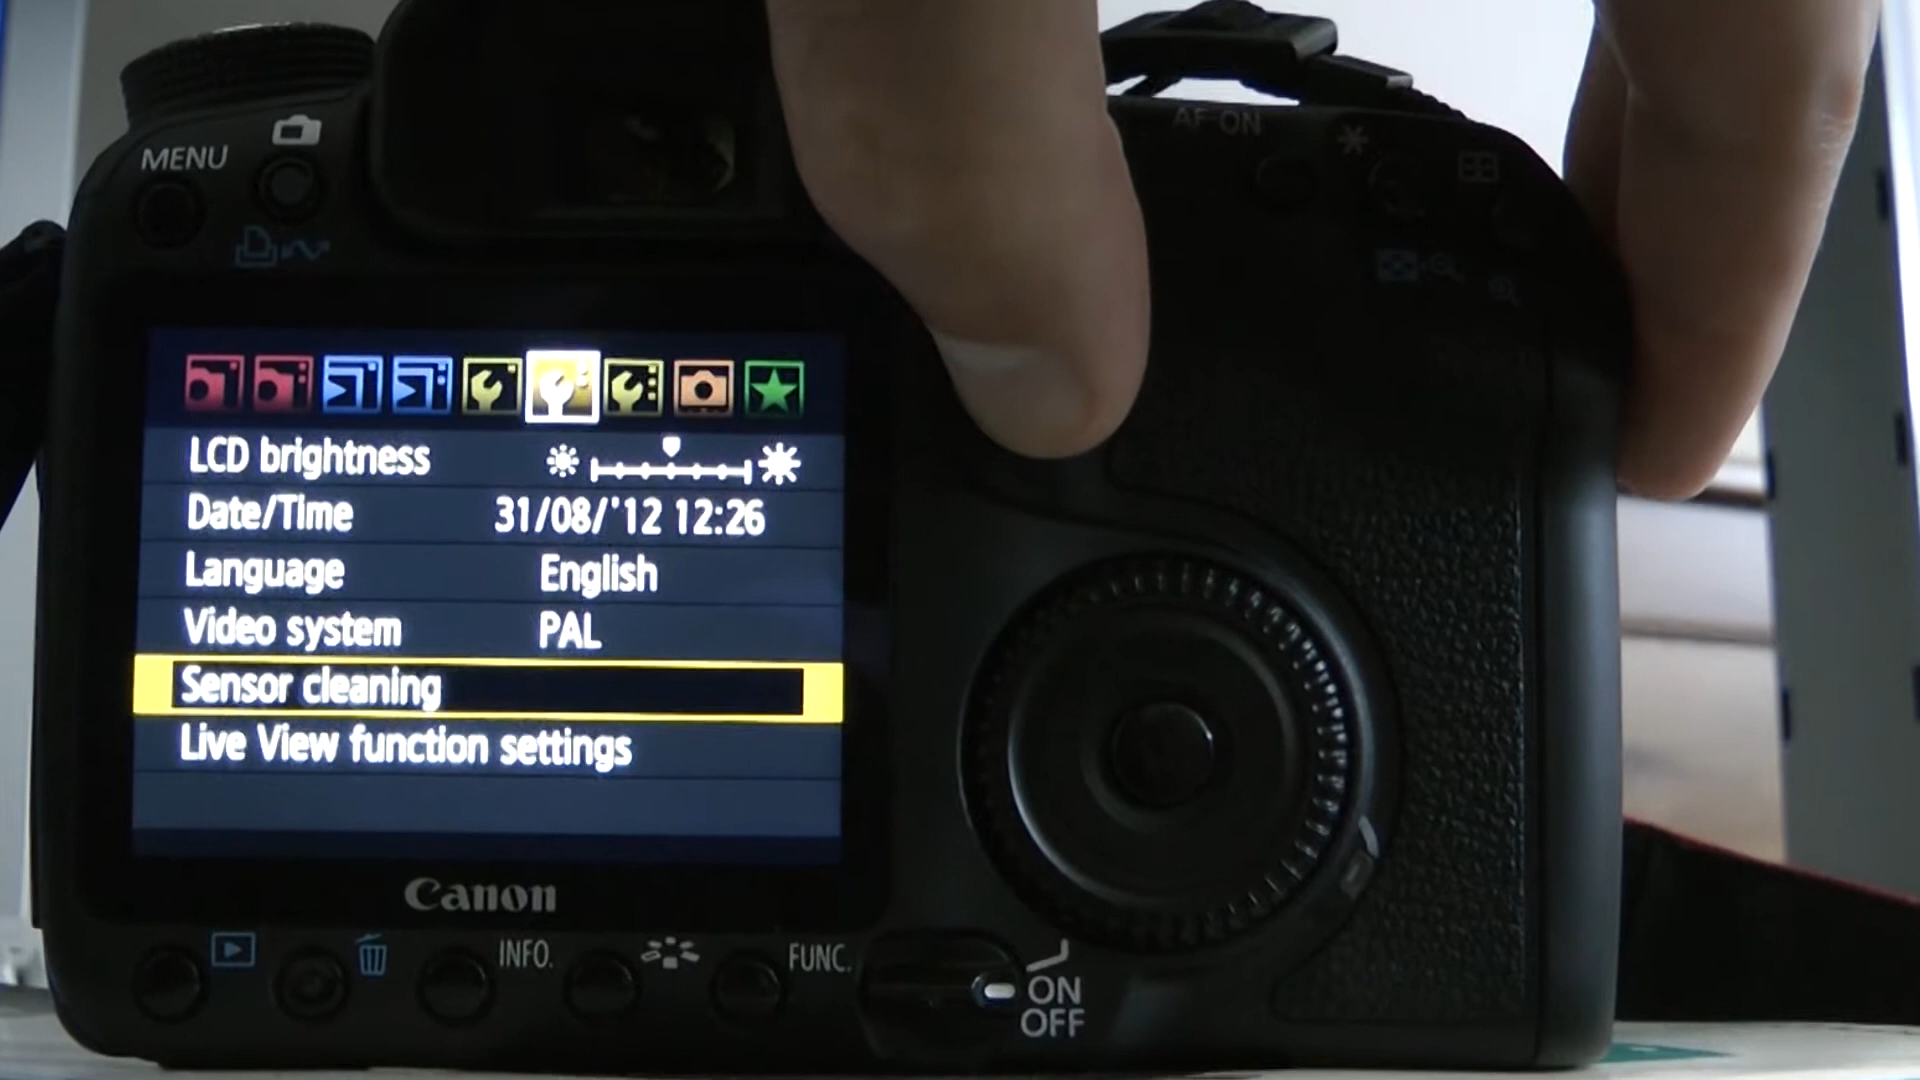 AF-ON
MENU
LCD brightness
Date/Time 31/08/'12 12:26
Language English
Video system PAL
Sensor cleaning
Live View function settings
Canon
INFO. FUNC.
ON
OFF